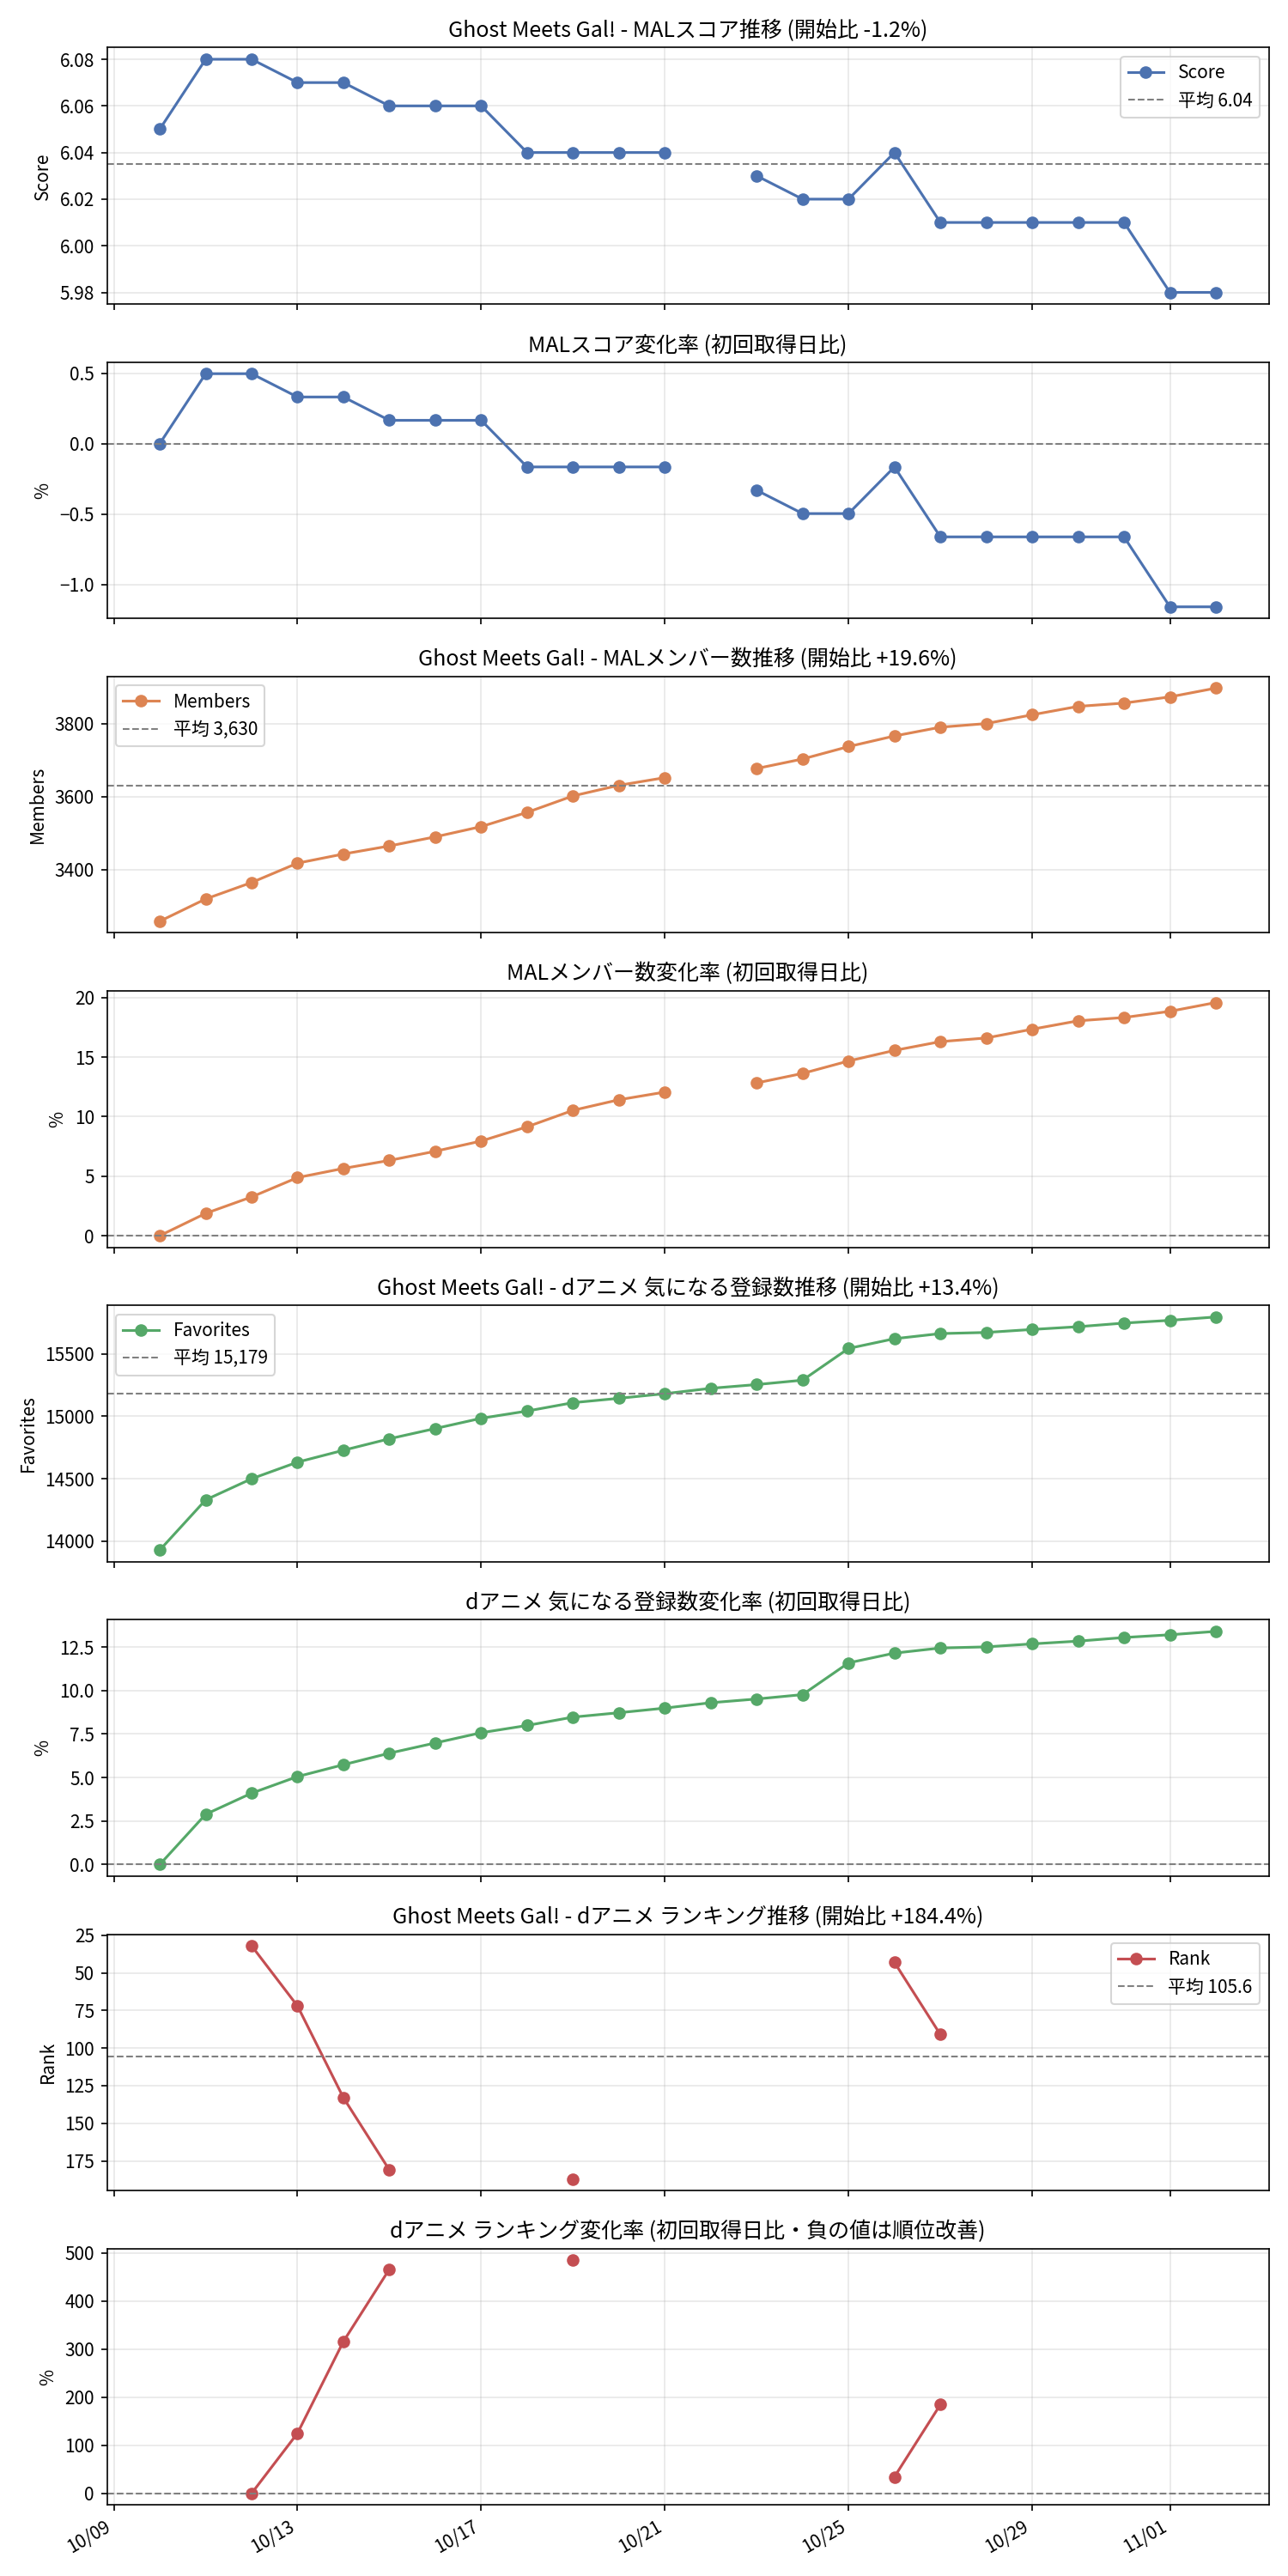 Ghost Meets Gal! - MALスコア推移 (開始比 -1.2%)
6.08
6.06
6.04
6.02
6.00
5.98
Score
Score
平均 6.04
MALスコア変化率 (初回取得日比)
0.5
0.0
−0.5
−1.0
%
Ghost Meets Gal! - MALメンバー数推移 (開始比 +19.6%)
3800
3600
3400
Members
Members
平均 3,630
MALメンバー数変化率 (初回取得日比)
20
15
10
5
0
%
Ghost Meets Gal! - dアニメ 気になる登録数推移 (開始比 +13.4%)
15500
15000
14500
14000
Favorites
Favorites
平均 15,179
dアニメ 気になる登録数変化率 (初回取得日比)
12.5
10.0
7.5
5.0
2.5
0.0
%
Ghost Meets Gal! - dアニメ ランキング推移 (開始比 +184.4%)
25
50
75
100
125
150
175
Rank
Rank
平均 105.6
dアニメ ランキング変化率 (初回取得日比・負の値は順位改善)
500
400
300
200
100
0
%
10/09
10/13
10/17
10/21
10/25
10/29
11/01